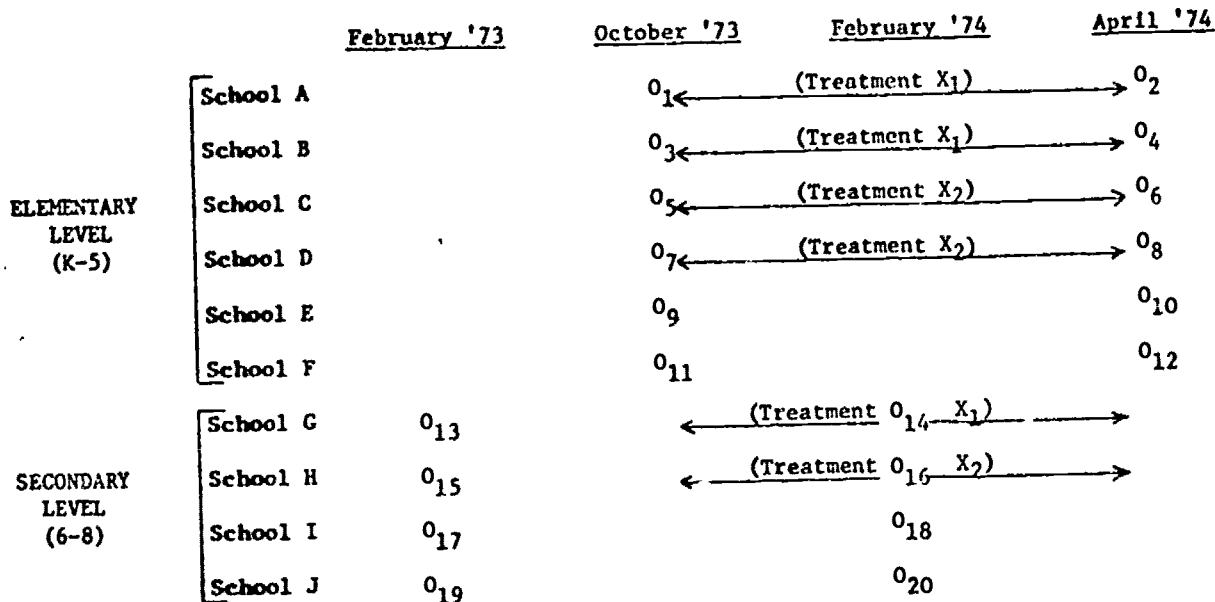 February '73 October '73 February '74 April '74
School A O1 (Treatment X1) O2
School B O3 (Treatment X1) O4
ELEMENTARY School C O5 (Treatment X2) O6
LEVEL
(K-5) School D O7 (Treatment X2) O8
School E O9 O10
School F O11 O12
School G O13 (Treatment O14 X1)
SECONDARY School H O15 (Treatment O16 X2)
LEVEL
(6-8) School I O17 O18
School J O19 O20